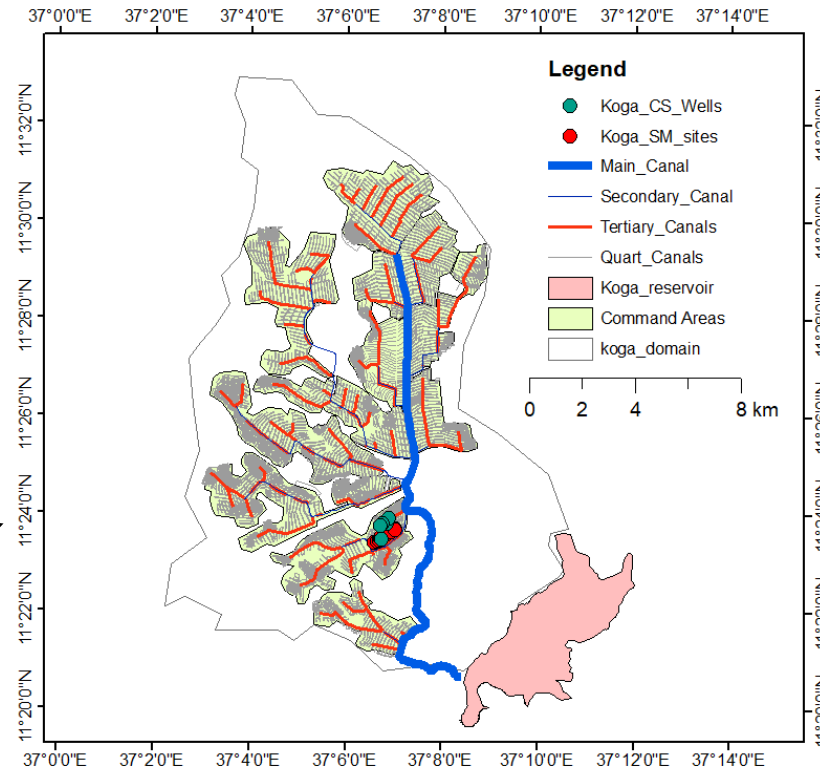 37°0'0"E 37°2'0"E 37°4'0"E 37°6'0"E 37°8'0"E 37°10'0"E 37°12'0"E 37°14'0"E
Legend
Koga_CS_Wells
Koga_SM_sites
Main_Canal
Secondary_Canal
Tertiary_Canals
Quart_Canals
Koga_reservoir
Command Areas
koga_domain
0 2 4 8 km
11°32'0"N
11°30'0"N
11°28'0"N
11°26'0"N
11°24'0"N
11°22'0"N
11°20'0"N
37°0'0"E 37°2'0"E 37°4'0"E 37°6'0"E 37°8'0"E 37°10'0"E 37°12'0"E 37°14'0"E